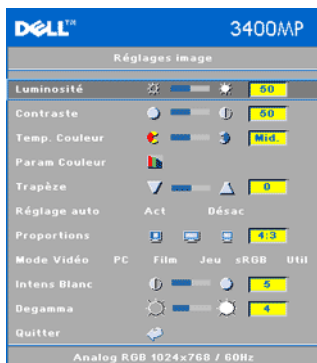 DELL™ 3400MP
Réglages image
Luminosité 50
Contraste 50
Temp. Couleur Mid.
Param Couleur
Trapèze 0
Réglage auto Act Désac
Proportions 4:3
Mode Vidéo PC Film Jeu sRGB Util
Intens Blanc 5
Degamma 4
Quitter
Analog RGB 1024x768 / 60Hz